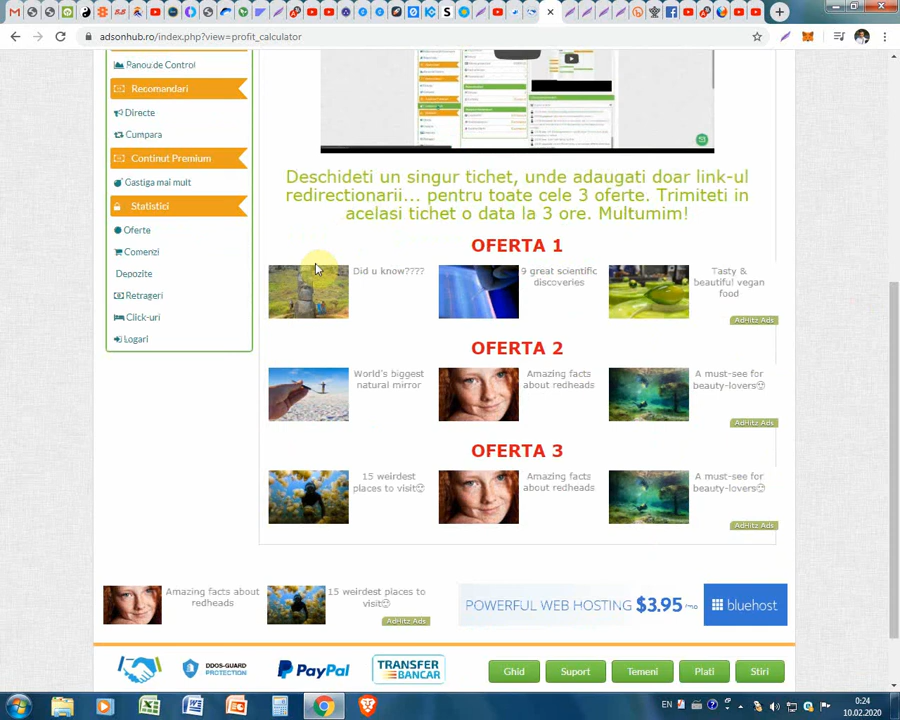 adsonhub.ro/index.php?view=profit_calculator
Panou de Control
Recomandari
Directe
Cumpara
Continut Premium
Gastiga mai mult
Statistici
Oferte
Comenzi
Depozite
Retrageri
Click-uri
Logari
Deschideti un singur tichet, unde adaugati doar link-ul
redirectionarii... pentru toate cele 3 oferte. Trimiteti in
acelasi tichet o data la 3 ore. Multumim!
OFERTA 1
Did u know????
9 great scientific
discoveries
Tasty &
beautiful vegan
food
AdHitz Ads
OFERTA 2
World's biggest
natural mirror
Amazing facts
about redheads
A must-see for
beauty-lovers😍
AdHitz Ads
OFERTA 3
15 weirdest
places to visit😍
Amazing facts
about redheads
A must-see for
beauty-lovers😍
AdHitz Ads
Amazing facts about
redheads
15 weirdest places to
visit😍
AdHitz Ads
POWERFUL WEB HOSTING $3.95/mo
bluehost
DDOS-GUARD
PROTECTION
PayPal
TRANSFER
BANCAR
Ghid
Suport
Temeni
Plati
Stiri
EN
0:24
10.02.2020